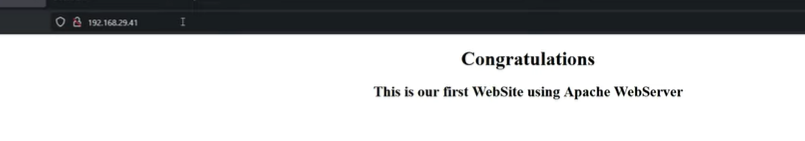 192.168.29.41
Congratulations
This is our first WebSite using Apache WebServer